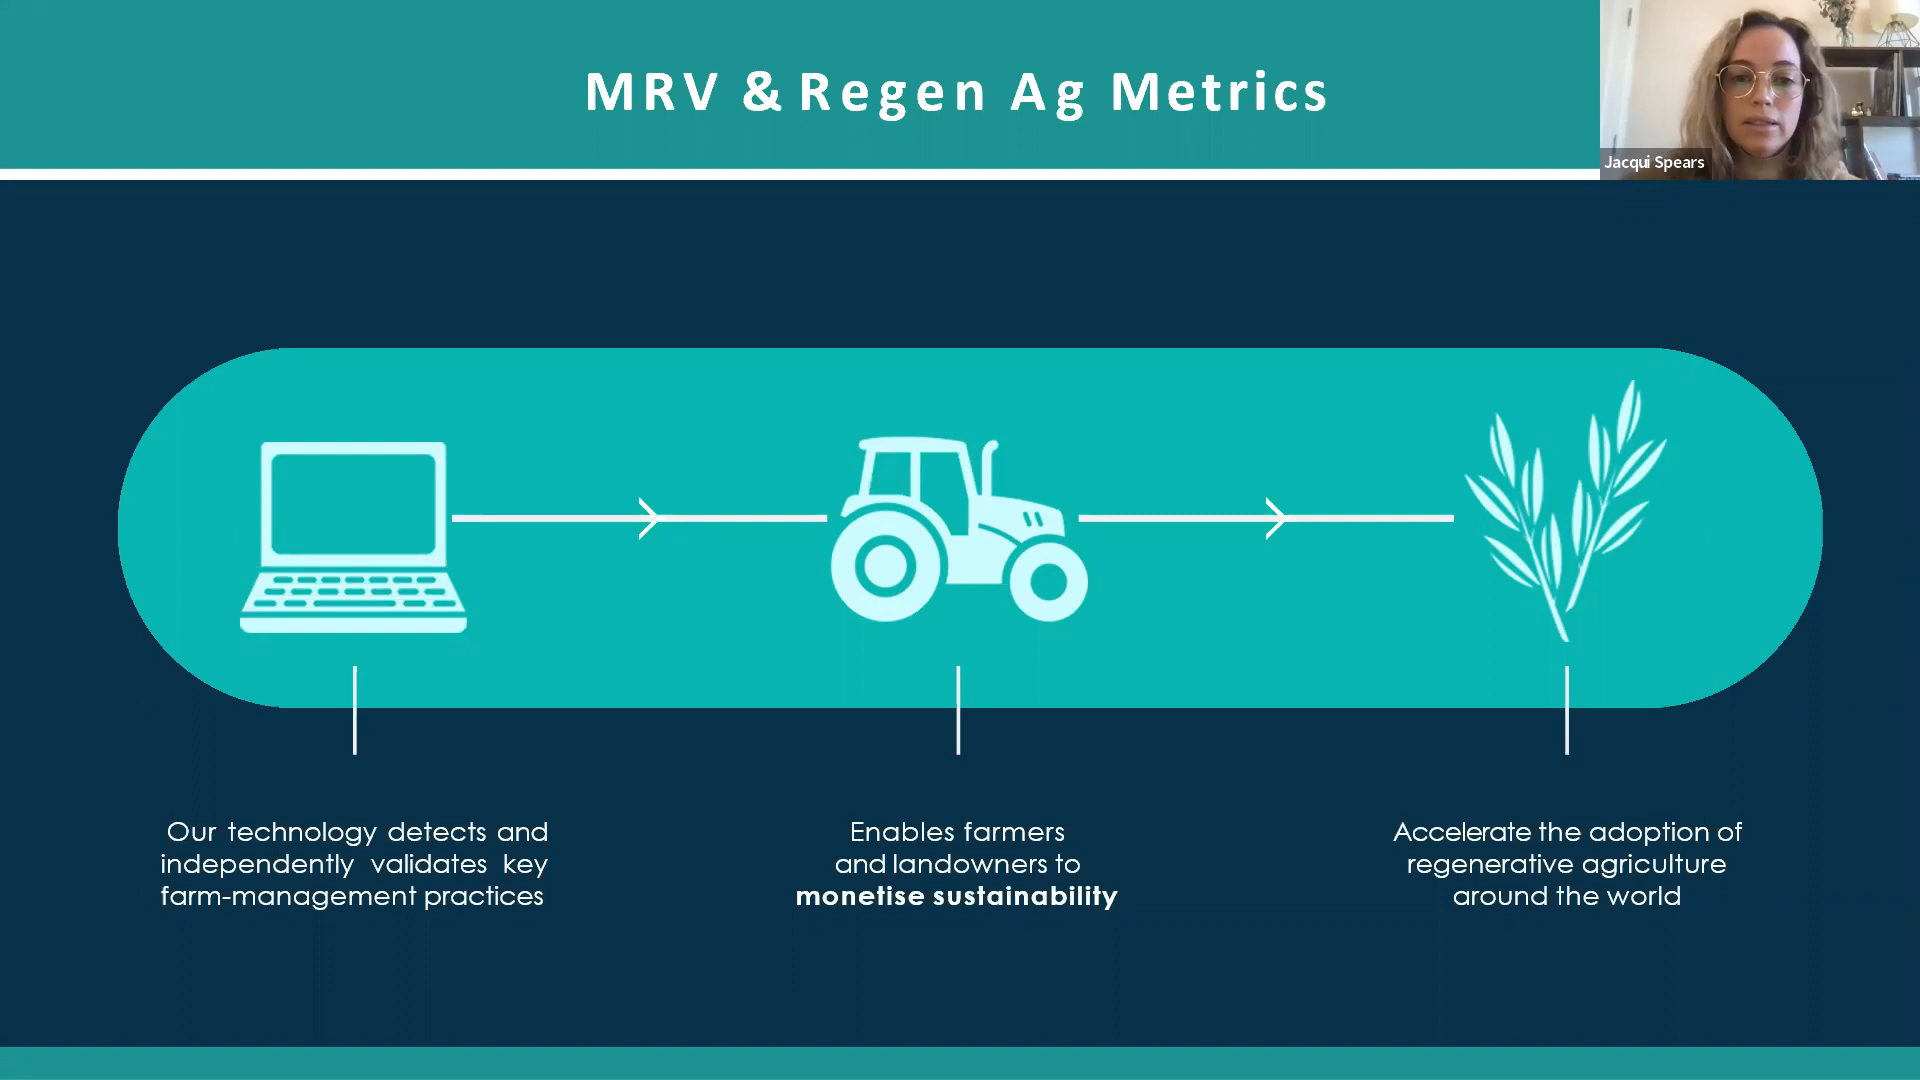 MRV & Regen Ag Metrics
Jacqui Spears
Our technology detects and
independently validates key
farm-management practices
Enables farmers
and landowners to
monetise sustainability
Accelerate the adoption of
regenerative agriculture
around the world